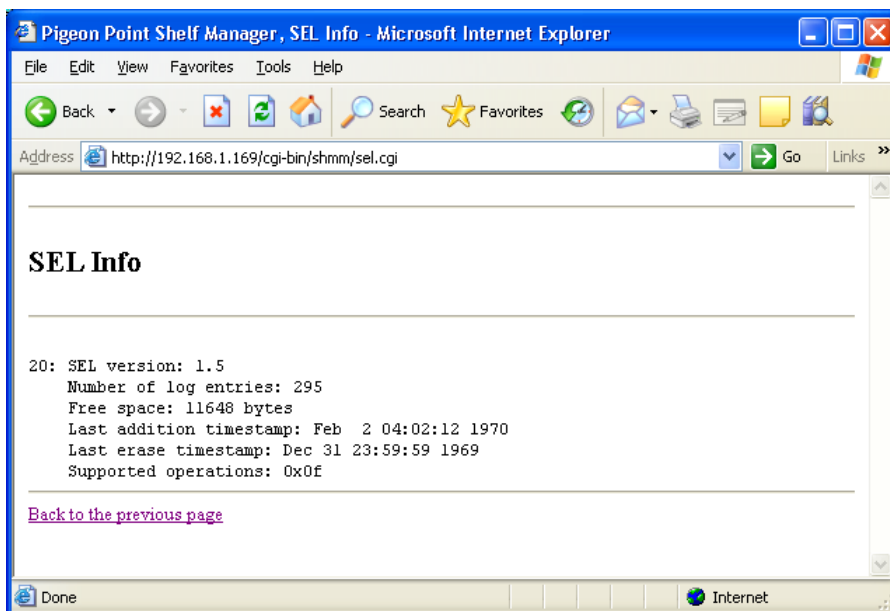 Pigeon Point Shelf Manager, SEL Info - Microsoft Internet Explorer
File Edit View Favorites Tools Help
Back Search Favorites
Address http://192.168.1.169/cgi-bin/shmm/sel.cgi Go Links »
SEL Info
20: SEL version: 1.5
Number of log entries: 295
Free space: 11648 bytes
Last addition timestamp: Feb  2 04:02:12 1970
Last erase timestamp: Dec 31 23:59:59 1969
Supported operations: 0x0f
Back to the previous page
Done Internet